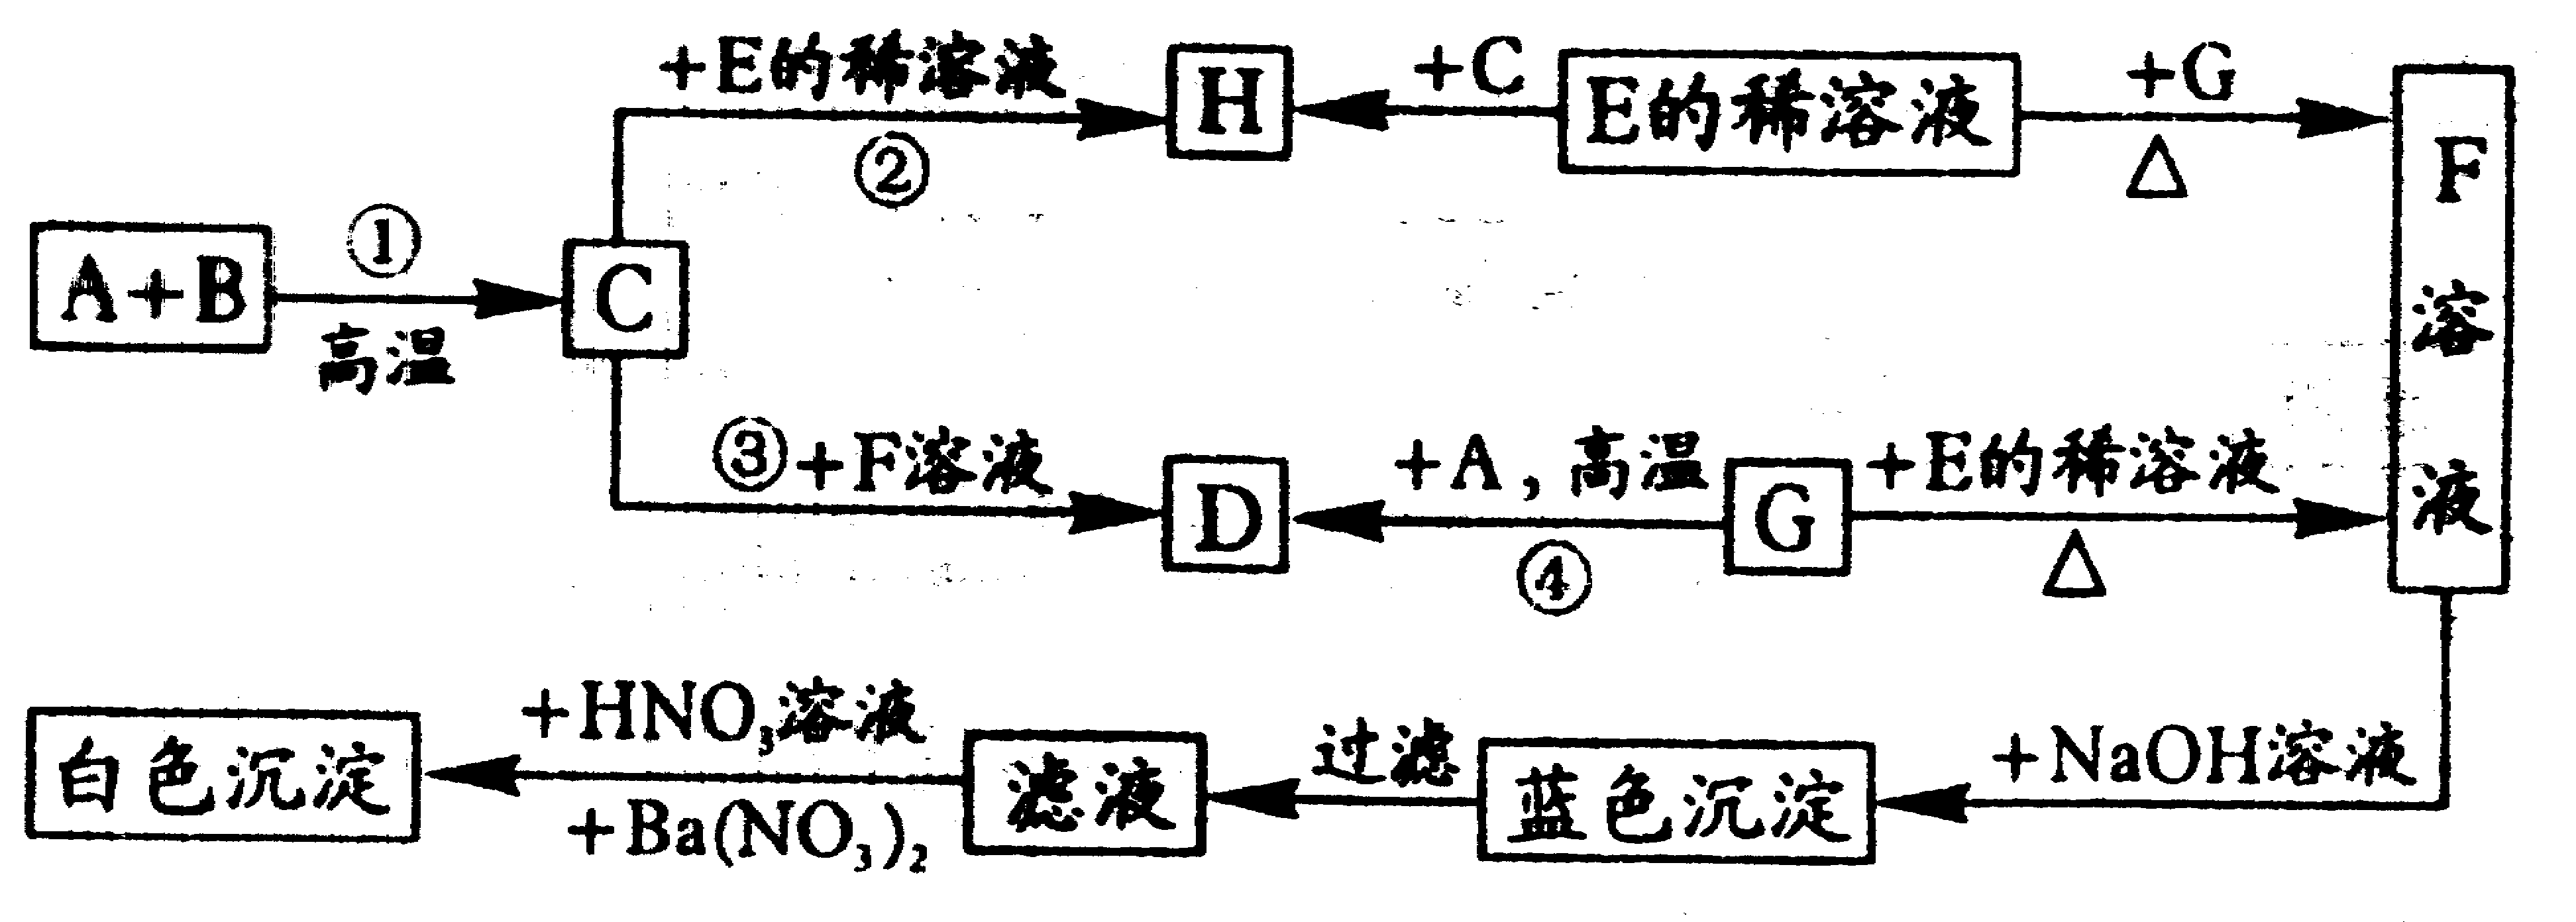 +E的稀溶液
②
H
+C
E的稀溶液
+G
△
F溶液
A+B
①
高温
C
③+F溶液
D
+A,高温
④
G
+E的稀溶液
△
+NaOH溶液
蓝色沉淀
过滤
滤液
+HNO₃溶液
+Ba(NO₃)₂
白色沉淀